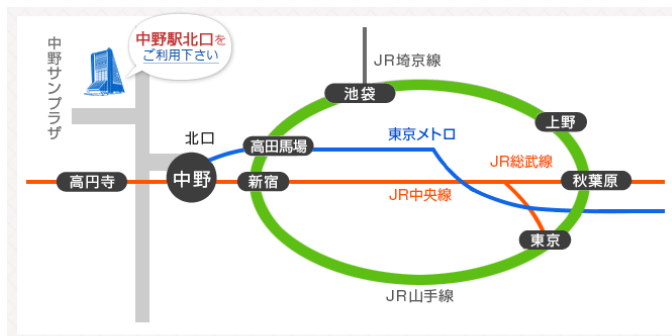 中野サンプラザ
中野駅北口を
ご利用下さい
JR埼京線
池袋
上野
北口
高田馬場
東京メトロ
JR総武線
高円寺
中野
新宿
秋葉原
JR中央線
東京
JR山手線